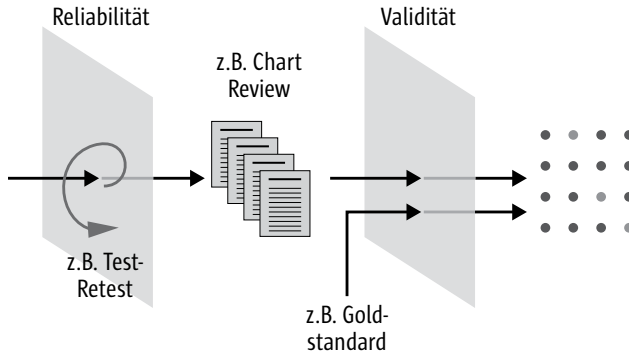 Reliabilität
z.B. Test-
Retest
z.B. Chart
Review
Validität
z.B. Gold-
standard